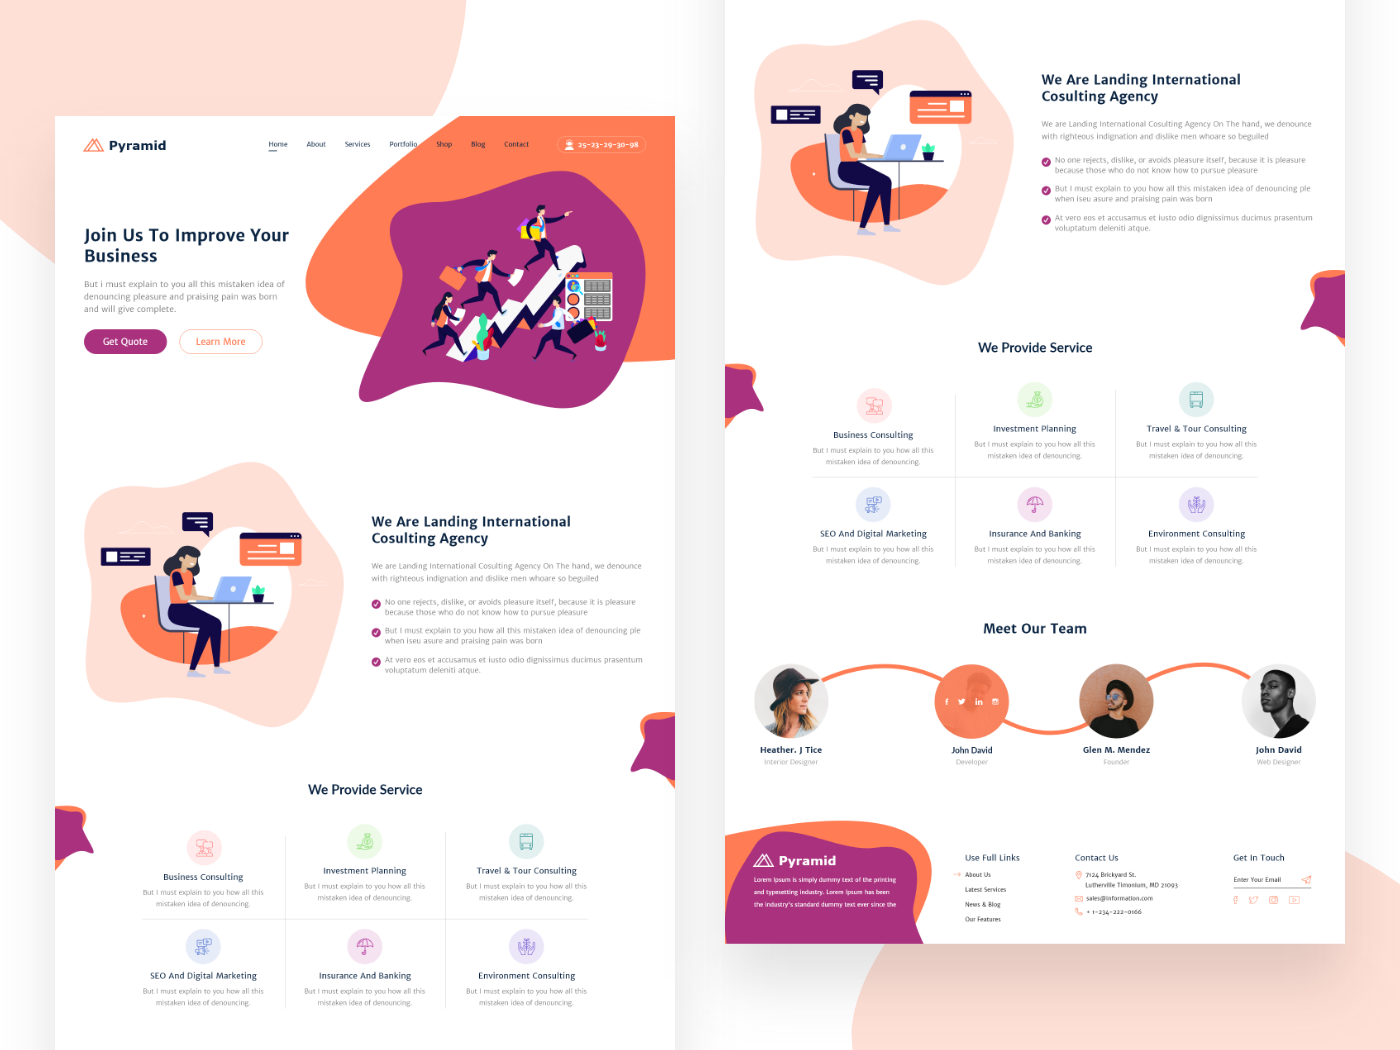 Pyramid
Home About Services Portfolio Shop Blog Contact
25-23-29-30-98
Join Us To Improve Your
Business
But i must explain to you all this mistaken idea of
denouncing pleasure and praising pain was born
and will give complete.
Get Quote
Learn More
We Are Landing International
Cosulting Agency
We are Landing International Cosulting Agency On The hand, we denounce
with righteous indignation and dislike men whoare so beguiled
No one rejects, dislike, or avoids pleasure itself, because it is pleasure
because those who do not know how to pursue pleasure
But I must explain to you how all this mistaken idea of denouncing ple
when iseu asure and praising pain was born
At vero eos et accusamus et iusto odio dignissimus ducimus prasentum
voluptatum deleniti atque.
We Provide Service
Business Consulting
But I must explain to you how all this
mistaken idea of denouncing.
Investment Planning
But I must explain to you how all this
mistaken idea of denouncing.
Travel & Tour Consulting
But I must explain to you how all this
mistaken idea of denouncing.
SEO And Digital Marketing
But I must explain to you how all this
mistaken idea of denouncing.
Insurance And Banking
But I must explain to you how all this
mistaken idea of denouncing.
Environment Consulting
But I must explain to you how all this
mistaken idea of denouncing.
We Are Landing International
Cosulting Agency
We are Landing International Cosulting Agency On The hand, we denounce
with righteous indignation and dislike men whoare so beguiled
No one rejects, dislike, or avoids pleasure itself, because it is pleasure
because those who do not know how to pursue pleasure
But I must explain to you how all this mistaken idea of denouncing ple
when iseu asure and praising pain was born
At vero eos et accusamus et iusto odio dignissimus ducimus prasentum
voluptatum deleniti atque.
We Provide Service
Business Consulting
But I must explain to you how all this
mistaken idea of denouncing.
Investment Planning
But I must explain to you how all this
mistaken idea of denouncing.
Travel & Tour Consulting
But I must explain to you how all this
mistaken idea of denouncing.
SEO And Digital Marketing
But I must explain to you how all this
mistaken idea of denouncing.
Insurance And Banking
But I must explain to you how all this
mistaken idea of denouncing.
Environment Consulting
But I must explain to you how all this
mistaken idea of denouncing.
Meet Our Team
Heather. J Tice
Interior Designer
John David
Developer
Glen M. Mendez
Founder
John David
Web Designer
Pyramid
Lorem Ipsum is simply dummy text of the printing
and typesetting industry. Lorem Ipsum has been
the industry's standard dummy text ever since the
Use Full Links
About Us
Latest Services
News & Blog
Our Features
Contact Us
7124 Brickyard St.
Lutherville Timonium, MD 21093
sales@information.com
+ 1-234-222-0166
Get In Touch
Enter Your Email